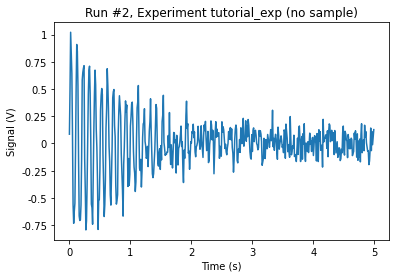 Run #2, Experiment tutorial_exp (no sample)
1
0.75
0.5
0.25
0
-0.25
-0.5
-0.75
Signal (V)
0 1 2 3 4 5
Time (s)